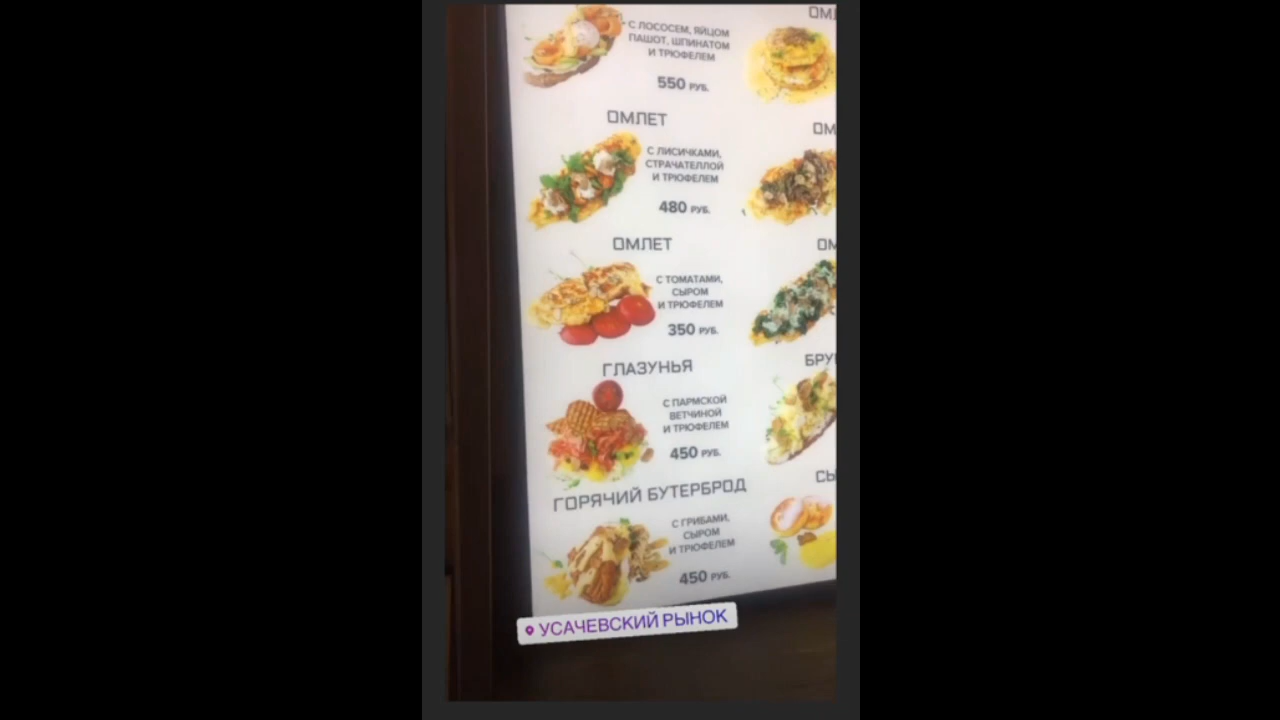 С ЛОСОСЕМ, ЯЙЦОМ
ПАШОТ, ШПИНАТОМ
И ТРЮФЕЛЕМ
550 РУБ.
ОМЛЕТ
С ЛИСИЧКАМИ,
СТРАЧАТЕЛЛОЙ
И ТРЮФЕЛЕМ
480 РУБ.
ОМЛЕТ
С ТОМАТАМИ,
СЫРОМ
И ТРЮФЕЛЕМ
350 РУБ.
ГЛАЗУНЬЯ
С ПАРМСКОЙ
ВЕТЧИНОЙ
И ТРЮФЕЛЕМ
450 РУБ.
ГОРЯЧИЙ БУТЕРБРОД
С ГРИБАМИ,
СЫРОМ
И ТРЮФЕЛЕМ
450 РУБ.
УСАЧЕВСКИЙ РЫНОК